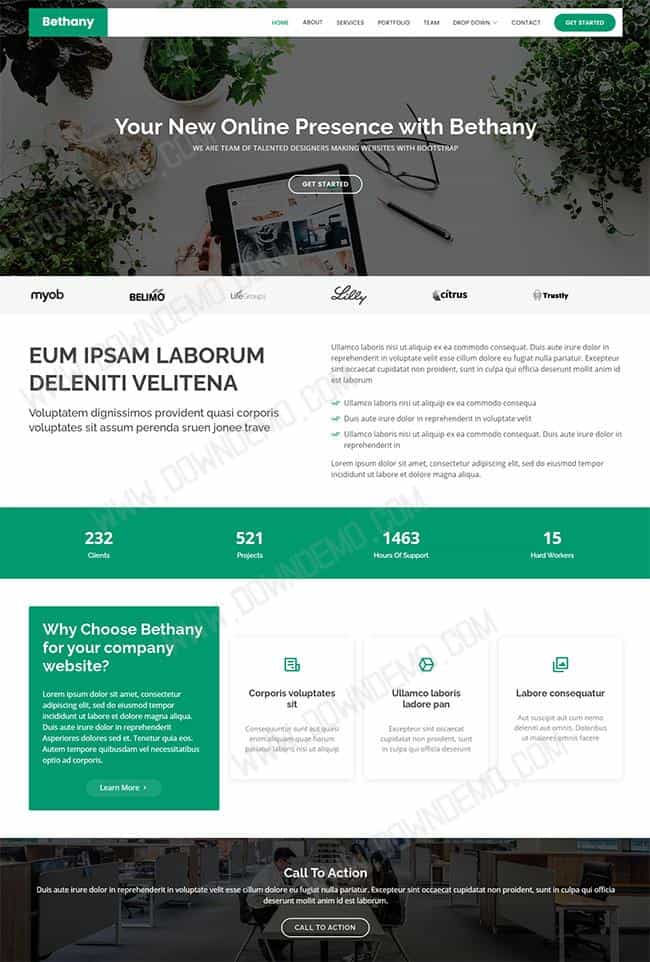 Bethany
HOME ABOUT SERVICES PORTFOLIO TEAM DROP DOWN CONTACT GET STARTED
Your New Online Presence with Bethany
WE ARE TEAM OF TALENTED DESIGNERS MAKING WEBSITES WITH BOOTSTRAP
GET STARTED
myob BELIMO LifeGroups Lilly citrus Trustly
EUM IPSAM LABORUM
DELENITI VELITENA
Voluptatem dignissimos provident quasi corporis
voluptates sit assum perenda sruen jonee trave
Ullamco laboris nisi ut aliquip ex ea commodo consequat. Duis aute irure dolor in
reprehenderit in voluptate velit esse cillum dolore eu fugiat nulla pariatur. Excepteur
sint occaecat cupidatat non proident, sunt in culpa qui officia deserunt mollit anim id
est laborum
Ullamco laboris nisi ut aliquip ex ea commodo consequa
Duis aute irure dolor in reprehenderit in voluptate velit
Ullamco laboris nisi ut aliquip ex ea commodo consequat. Duis aute irure dolor in
reprehenderit in
Lorem ipsum dolor sit amet, consectetur adipiscing elit, sed do eiusmod tempor
incididunt ut labore et dolore magna aliqua.
232 521 1463 15
Clients Projects Hours Of Support Hard Workers
Why Choose Bethany
for your company
website?
Lorem ipsum dolor sit amet, consectetur
adipiscing elit, sed do eiusmod tempor
incididunt ut labore et dolore magna aliqua.
Duis aute irure dolor in reprehenderit
Asperiores dolores sed et. Tenetur quia eos.
Autem tempore quibusdam vel necessitatibus
optio ad corporis.
Learn More
Corporis voluptates
sit
Consequuntur sunt aut quasi
enim aliquam quae harum
pariatur laboris nisi ut aliquip
Ullamco laboris
ladore pan
Excepteur sint occaecat
cupidatat non proident, sunt
in culpa qui officia deserunt
Labore consequatur
Aut suscipit aut cum nemo
deleniti aut omnis. Doloribus
ut maiores omnis facere
Call To Action
Duis aute irure dolor in reprehenderit in voluptate velit esse cillum dolore eu fugiat nulla pariatur. Excepteur sint occaecat cupidatat non proident, sunt in culpa qui officia
deserunt mollit anim id est laborum.
CALL TO ACTION
WWW.DOWNDEMO.COM
WWW.DOWNDEMO.COM
WWW.DOWNDEMO.COM
WWW.DOWNDEMO.COM
WWW.DOWNDEMO.COM